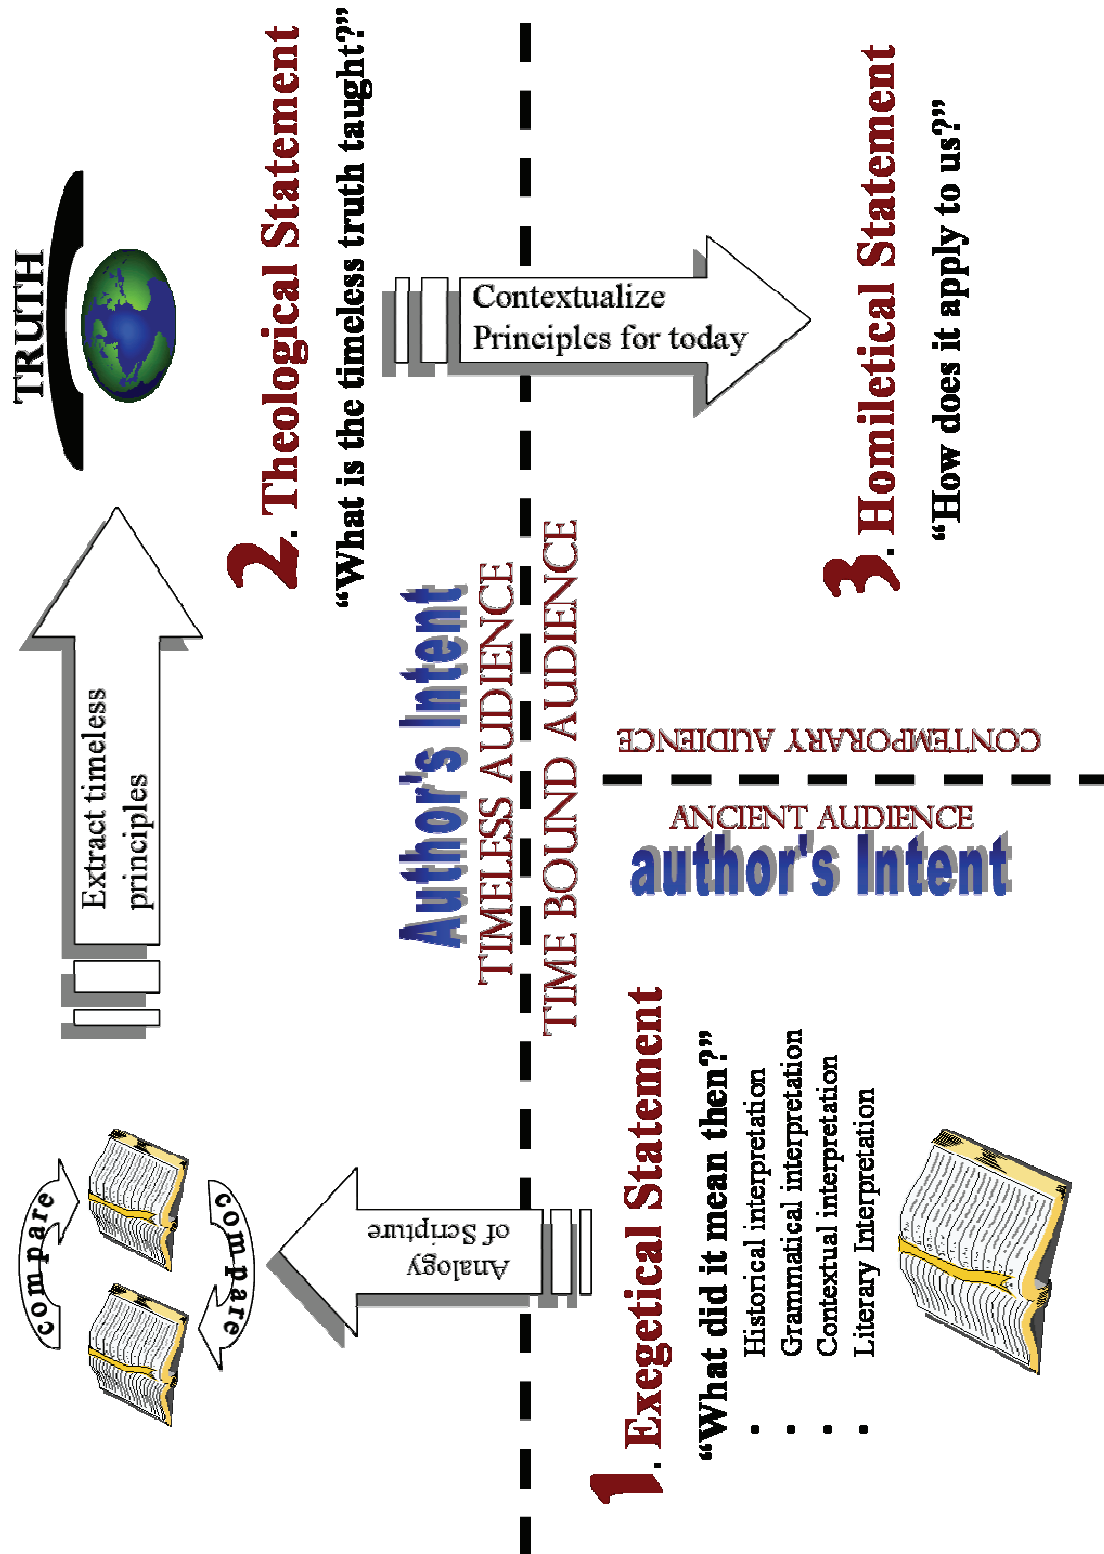 compare
compare
Extract timeless
principles
TRUTH
2. Theological Statement
“What is the timeless truth taught?”
Analogy
of Scripture
Author's Intent
TIMELESS AUDIENCE
TIME BOUND AUDIENCE
Contextualize
Principles for today
1. Exegetical Statement
“What did it mean then?”
▪ Historical interpretation
▪ Grammatical interpretation
▪ Contextual interpretation
▪ Literary Interpretation
author's Intent
ANCIENT AUDIENCE
CONTEMPORARY AUDIENCE
3. Homiletical Statement
“How does it apply to us?”